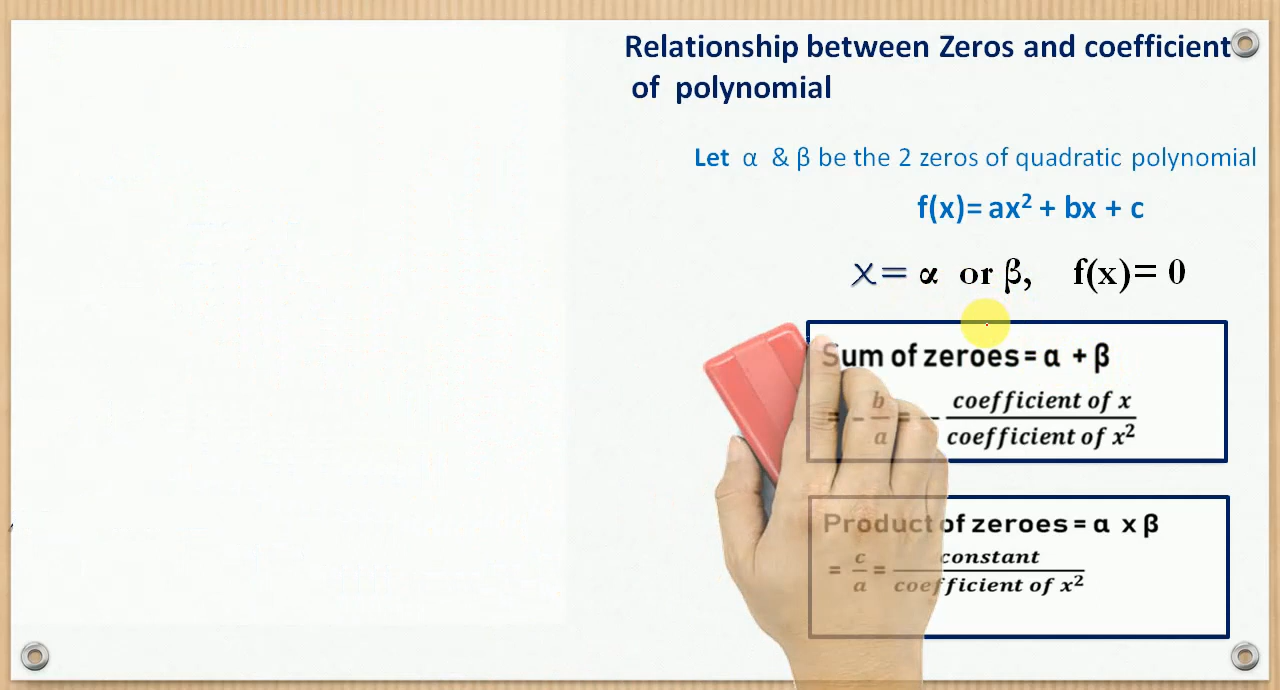 Relationship between Zeros and coefficient
of polynomial
Let α & β be the 2 zeros of quadratic polynomial
f(x)= ax² + bx + c
x= α or β, f(x)= 0
Sum of zeroes = α + β
= - b/a = - coefficient of x / coefficient of x²
Product of zeroes = α x β
= c/a = constant / coefficient of x²